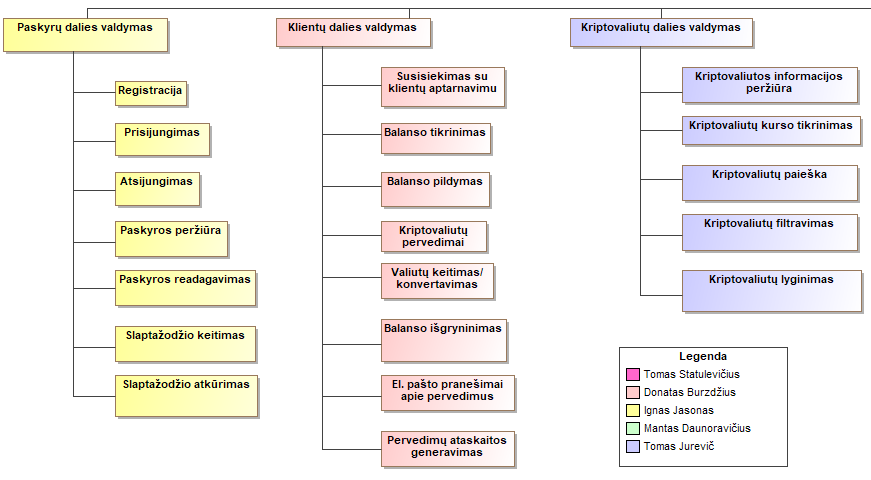 Paskyrų dalies valdymas
Registracija
Prisijungimas
Atsijungimas
Paskyros peržiūra
Paskyros readagavimas
Slaptažodžio keitimas
Slaptažodžio atkūrimas
Klientų dalies valdymas
Susisiekimas su
klientų aptarnavimu
Balanso tikrinimas
Balanso pildymas
Kriptovaliutų
pervedimai
Valiutų keitimas/
konvertavimas
Balanso išgryninimas
El. pašto pranešimai
apie pervedimus
Pervedimų ataskaitos
generavimas
Kriptovaliutų dalies valdymas
Kriptovaliutos informacijos
peržiūra
Kriptovaliutų kurso tikrinimas
Kriptovaliutų paieška
Kriptovaliutų filtravimas
Kriptovaliutų lyginimas
Legenda
Tomas Statulevičius
Donatas Burzdžius
Ignas Jasonas
Mantas Daunoravičius
Tomas Jurevič